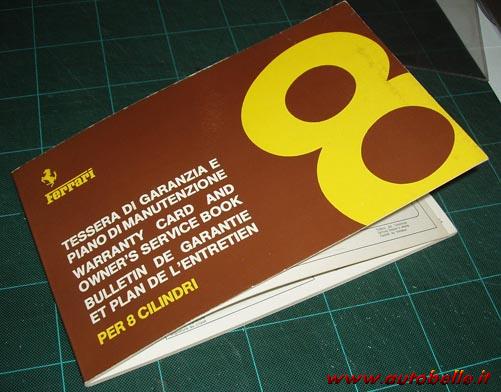 8
Ferrari
TESSERA DI GARANZIA E
PIANO DI MANUTENZIONE
WARRANTY CARD AND
OWNER'S SERVICE BOOK
BULLETIN DE GARANTIE
ET PLAN DE L'ENTRETIEN
PER 8 CILINDRI
www.autobello.it